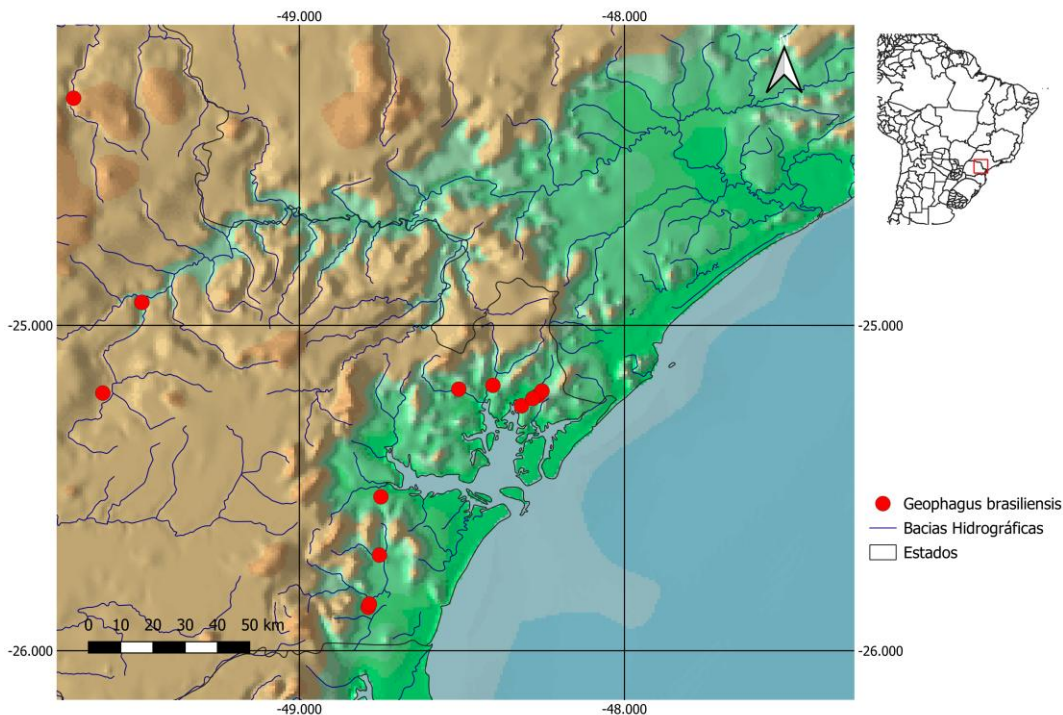 -49.000
-48.000
-25.000
-25.000
Geophagus brasiliensis
Bacias Hidrográficas
Estados
0 10 20 30 40 50 km
-26.000
-26.000
-49.000
-48.000